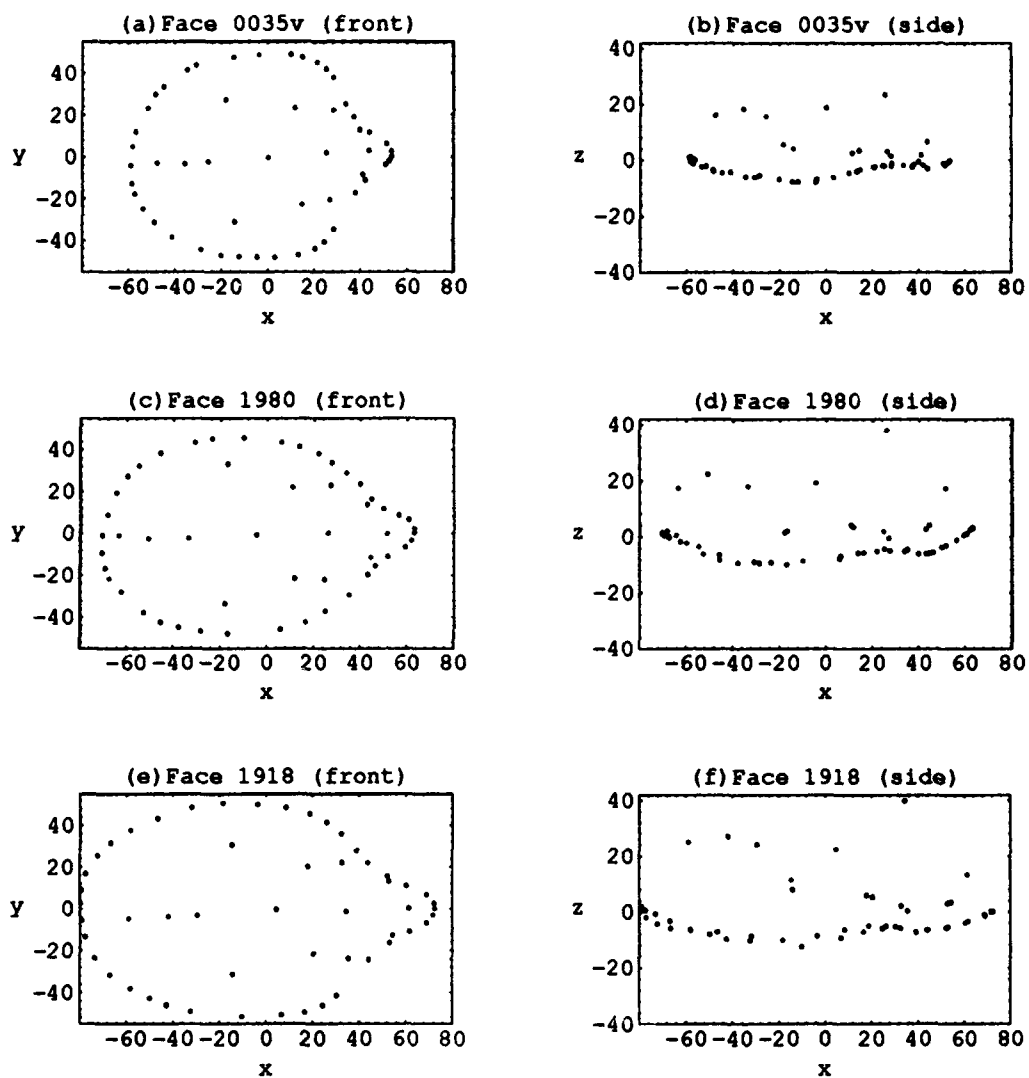 (a)Face 0035v (front)
(b)Face 0035v (side)
40
20
y 0
-20
-40
-60 -40 -20 0 20 40 60 80
x
40
20
z 0
-20
-40
-60 -40 -20 0 20 40 60 80
x
(c)Face 1980 (front)
(d)Face 1980 (side)
40
20
y 0
-20
-40
-60 -40 -20 0 20 40 60 80
x
40
20
z 0
-20
-40
-60 -40 -20 0 20 40 60 80
x
(e)Face 1918 (front)
(f)Face 1918 (side)
40
20
y 0
-20
-40
-60 -40 -20 0 20 40 60 80
x
40
20
z 0
-20
-40
-60 -40 -20 0 20 40 60 80
x